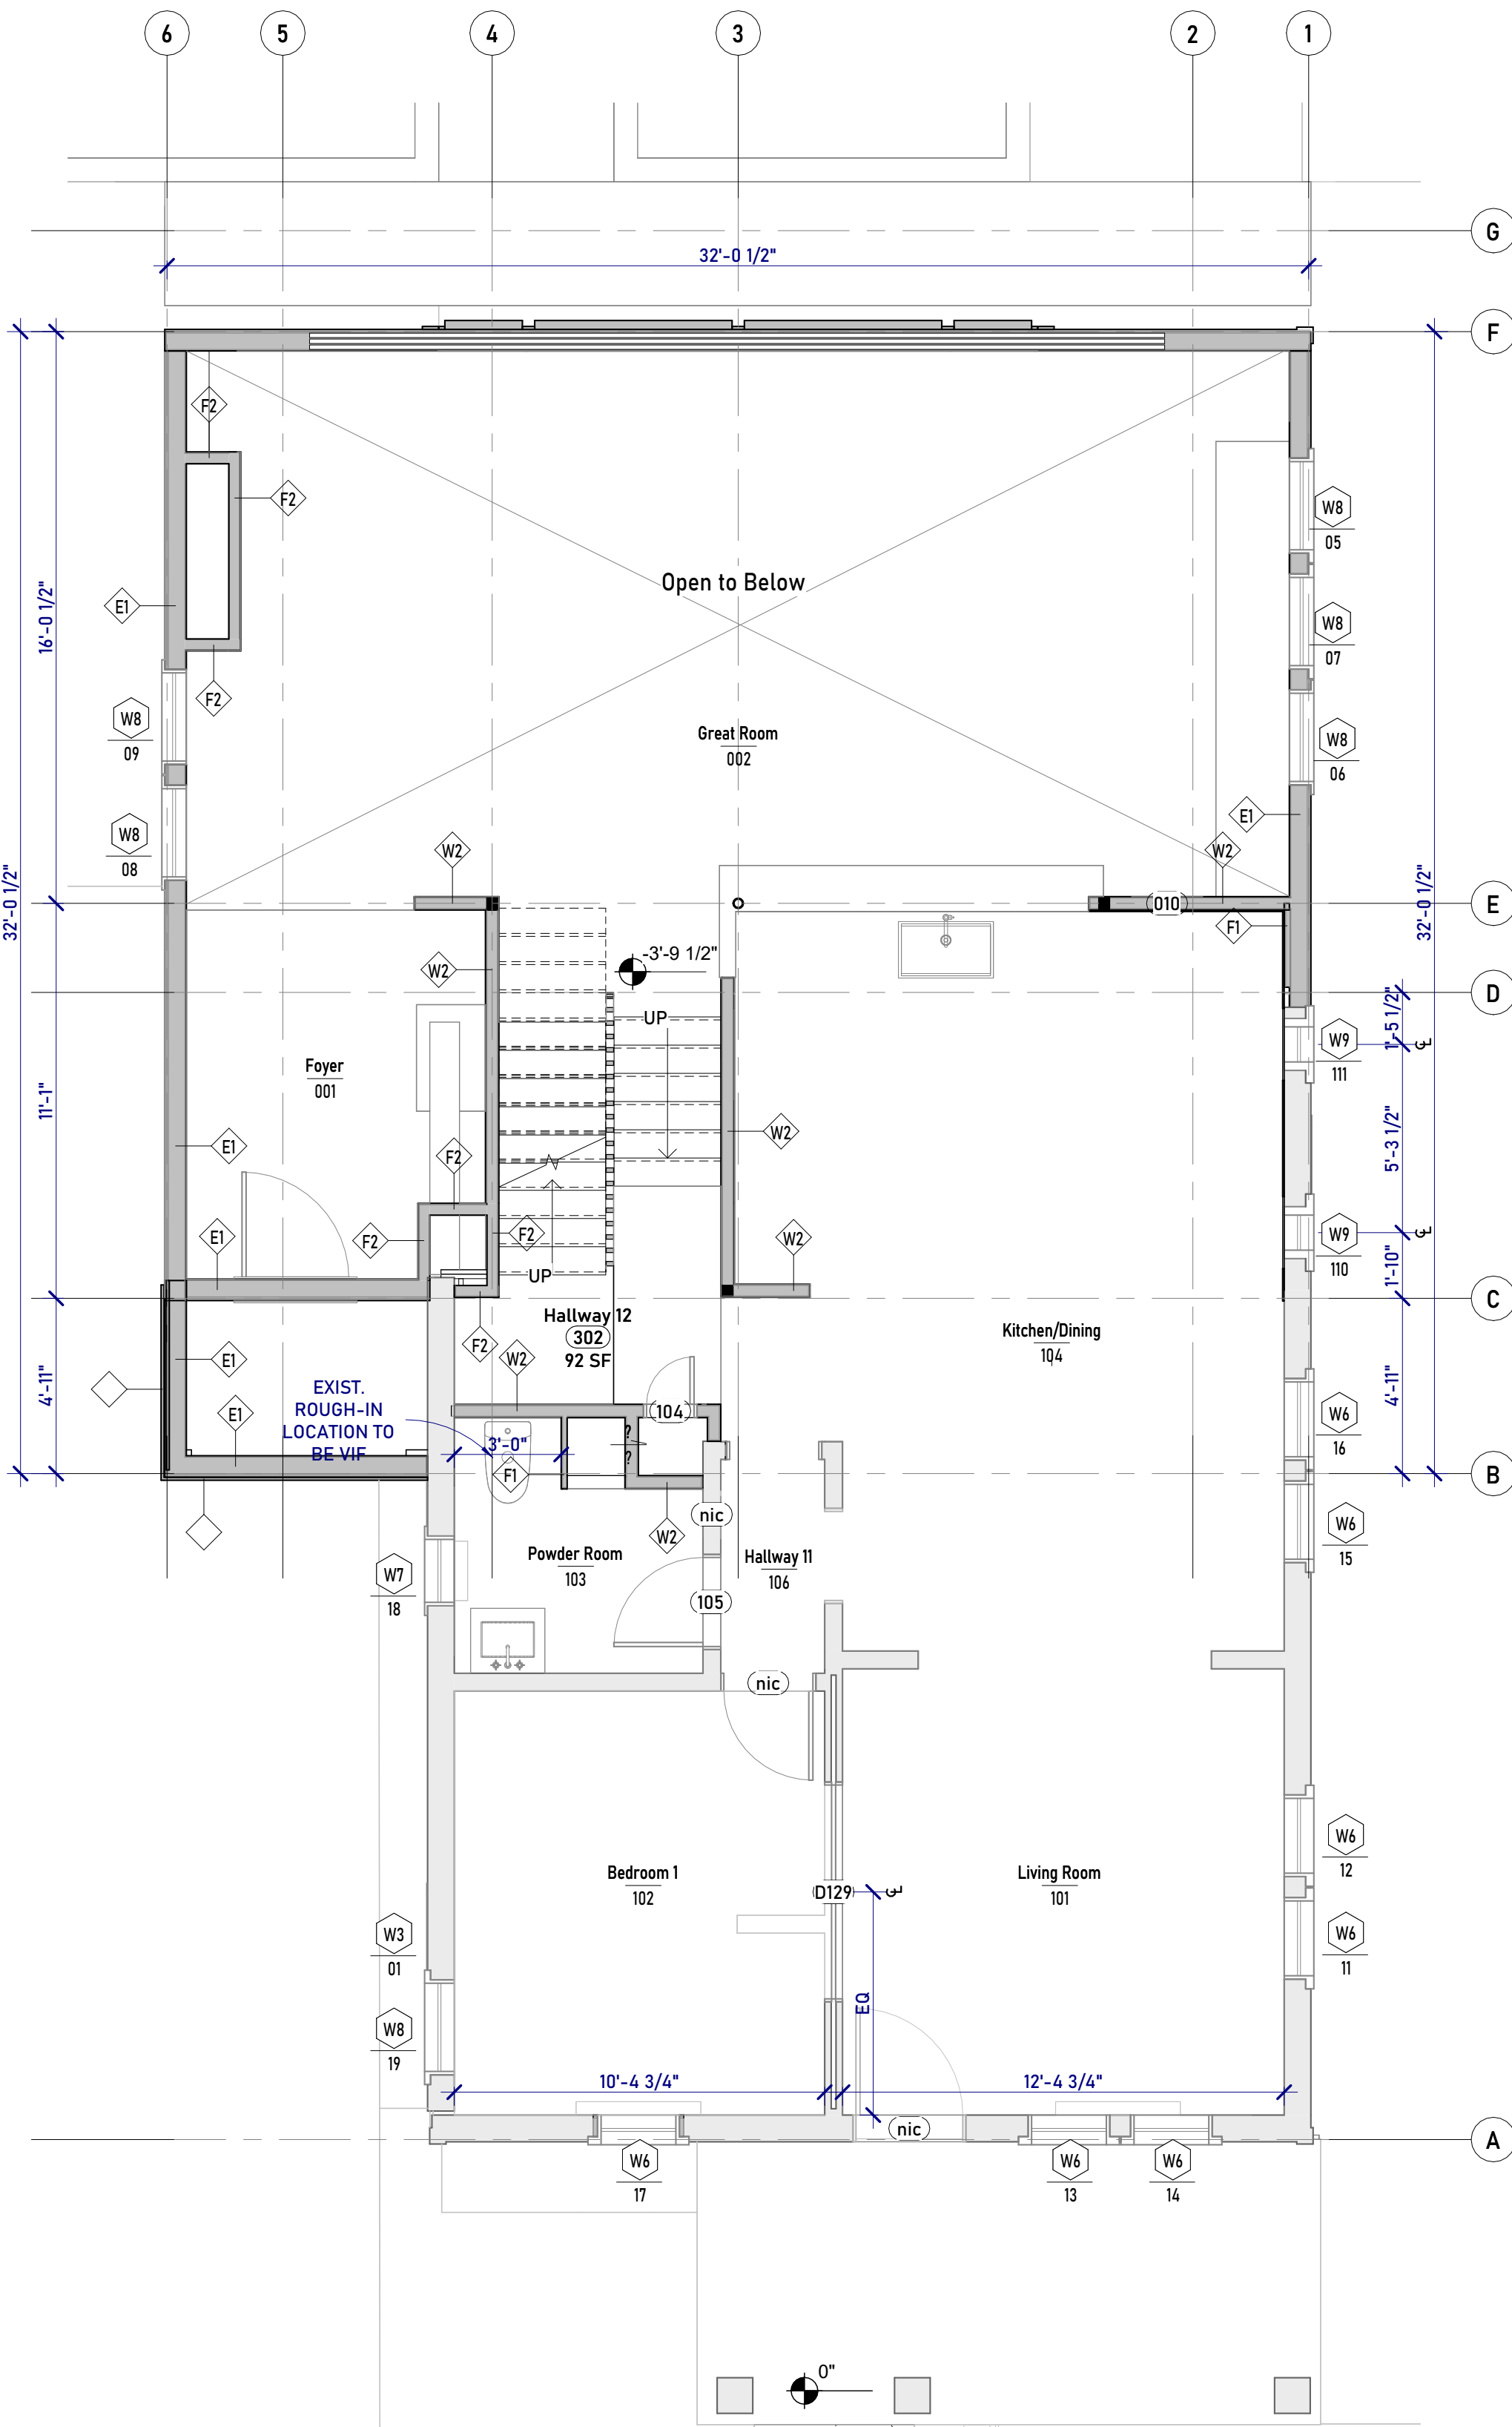 6
5
4
3
2
1
G
32'-0 1/2"
F
F2
F2
W8
05
E1
16'-0 1/2"
Open to Below
W8
07
F2
W8
09
Great Room
002
W8
06
W8
08
W2
E1
W2
32'-0 1/2"
010
E
32'-0 1/2"
F1
W2
-3'-9 1/2"
D
UP
1'-5 1/2"
W9
111
CL
Foyer
001
11'-1"
E1
F2
W2
5'-3 1/2"
E1
F2
F2
W2
W9
110
CL
UP
1'-10"
C
Hallway 12
302
92 SF
F2
W2
Kitchen/Dining
104
E1
4'-11"
EXIST.
ROUGH-IN
LOCATION TO
BE VIF
E1
104
3'-0"
?
?
F1
W6
16
4'-11"
B
nic
W2
W6
15
Powder Room
103
Hallway 11
106
W7
18
105
nic
W6
12
Bedroom 1
102
D129
CL
Living Room
101
W3
01
W6
11
EQ
W8
19
10'-4 3/4"
12'-4 3/4"
nic
A
W6
17
W6
13
W6
14
0"